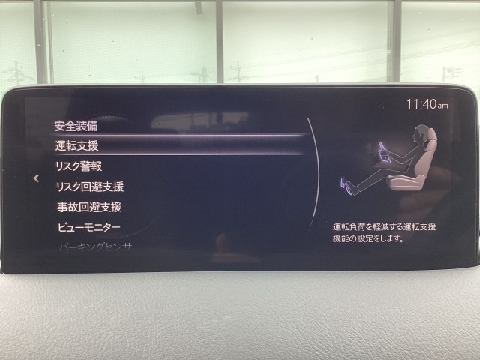 11:40am
安全装備
運転支援
リスク警報
リスク回避支援
事故回避支援
ビューモニター
パーキングセンサ
運転負荷を軽減する運転支援
機能の設定をします。